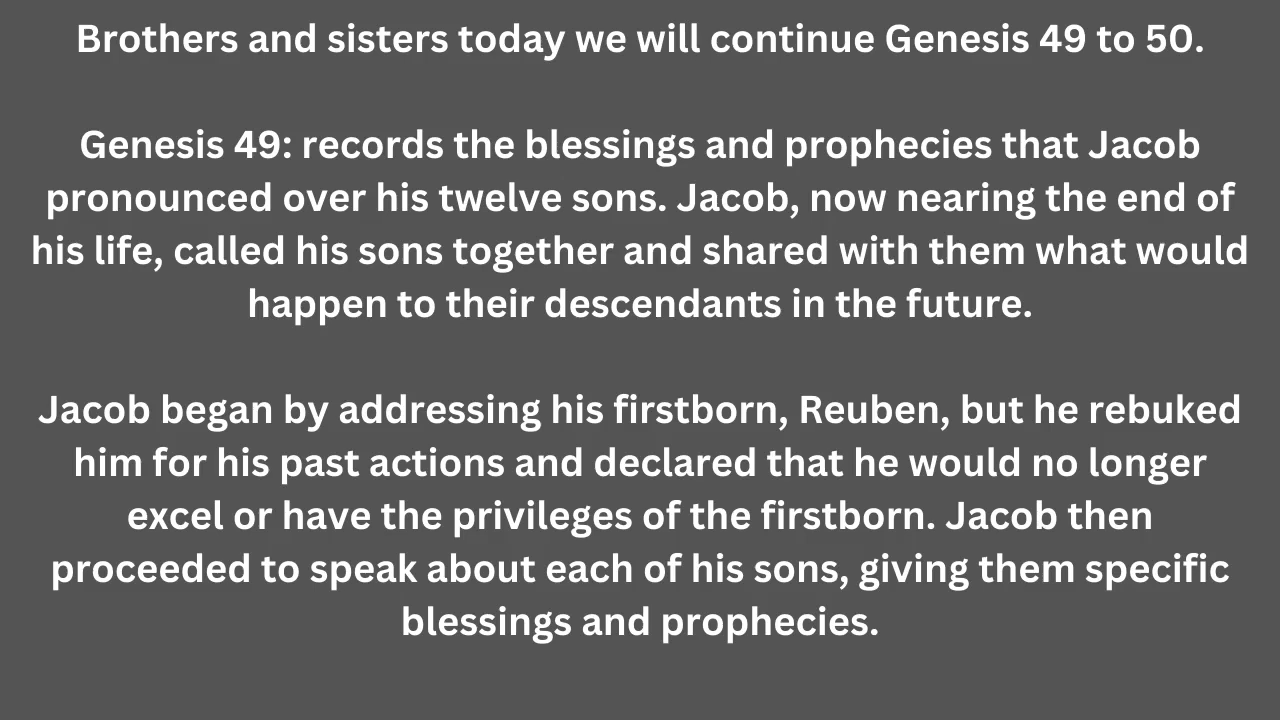 Brothers and sisters today we will continue Genesis 49 to 50.
Genesis 49: records the blessings and prophecies that Jacob
pronounced over his twelve sons. Jacob, now nearing the end of
his life, called his sons together and shared with them what would
happen to their descendants in the future.
Jacob began by addressing his firstborn, Reuben, but he rebuked
him for his past actions and declared that he would no longer
excel or have the privileges of the firstborn. Jacob then
proceeded to speak about each of his sons, giving them specific
blessings and prophecies.